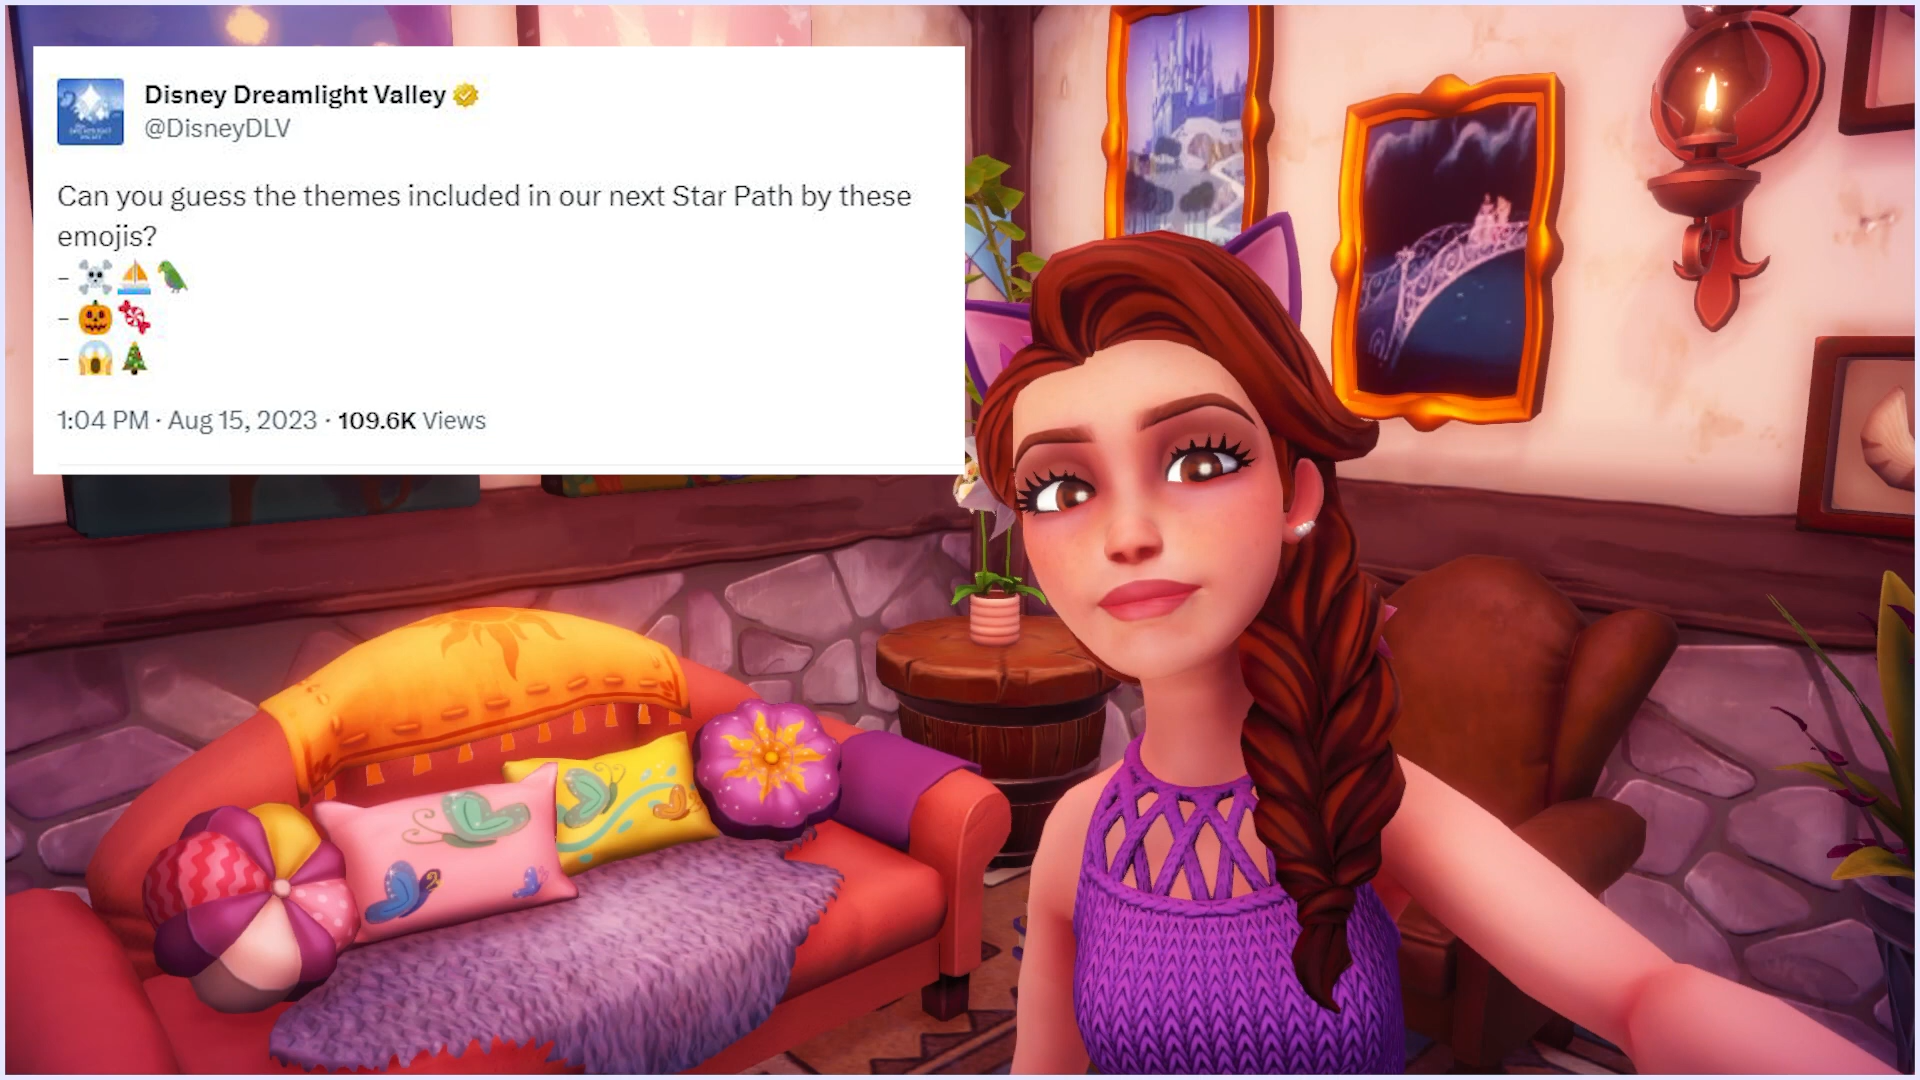 Disney Dreamlight Valley
@DisneyDLV
Can you guess the themes included in our next Star Path by these
emojis?
- ☠️⛵🦜
- 🎃🍬
- 😱🎄
1:04 PM · Aug 15, 2023 · 109.6K Views